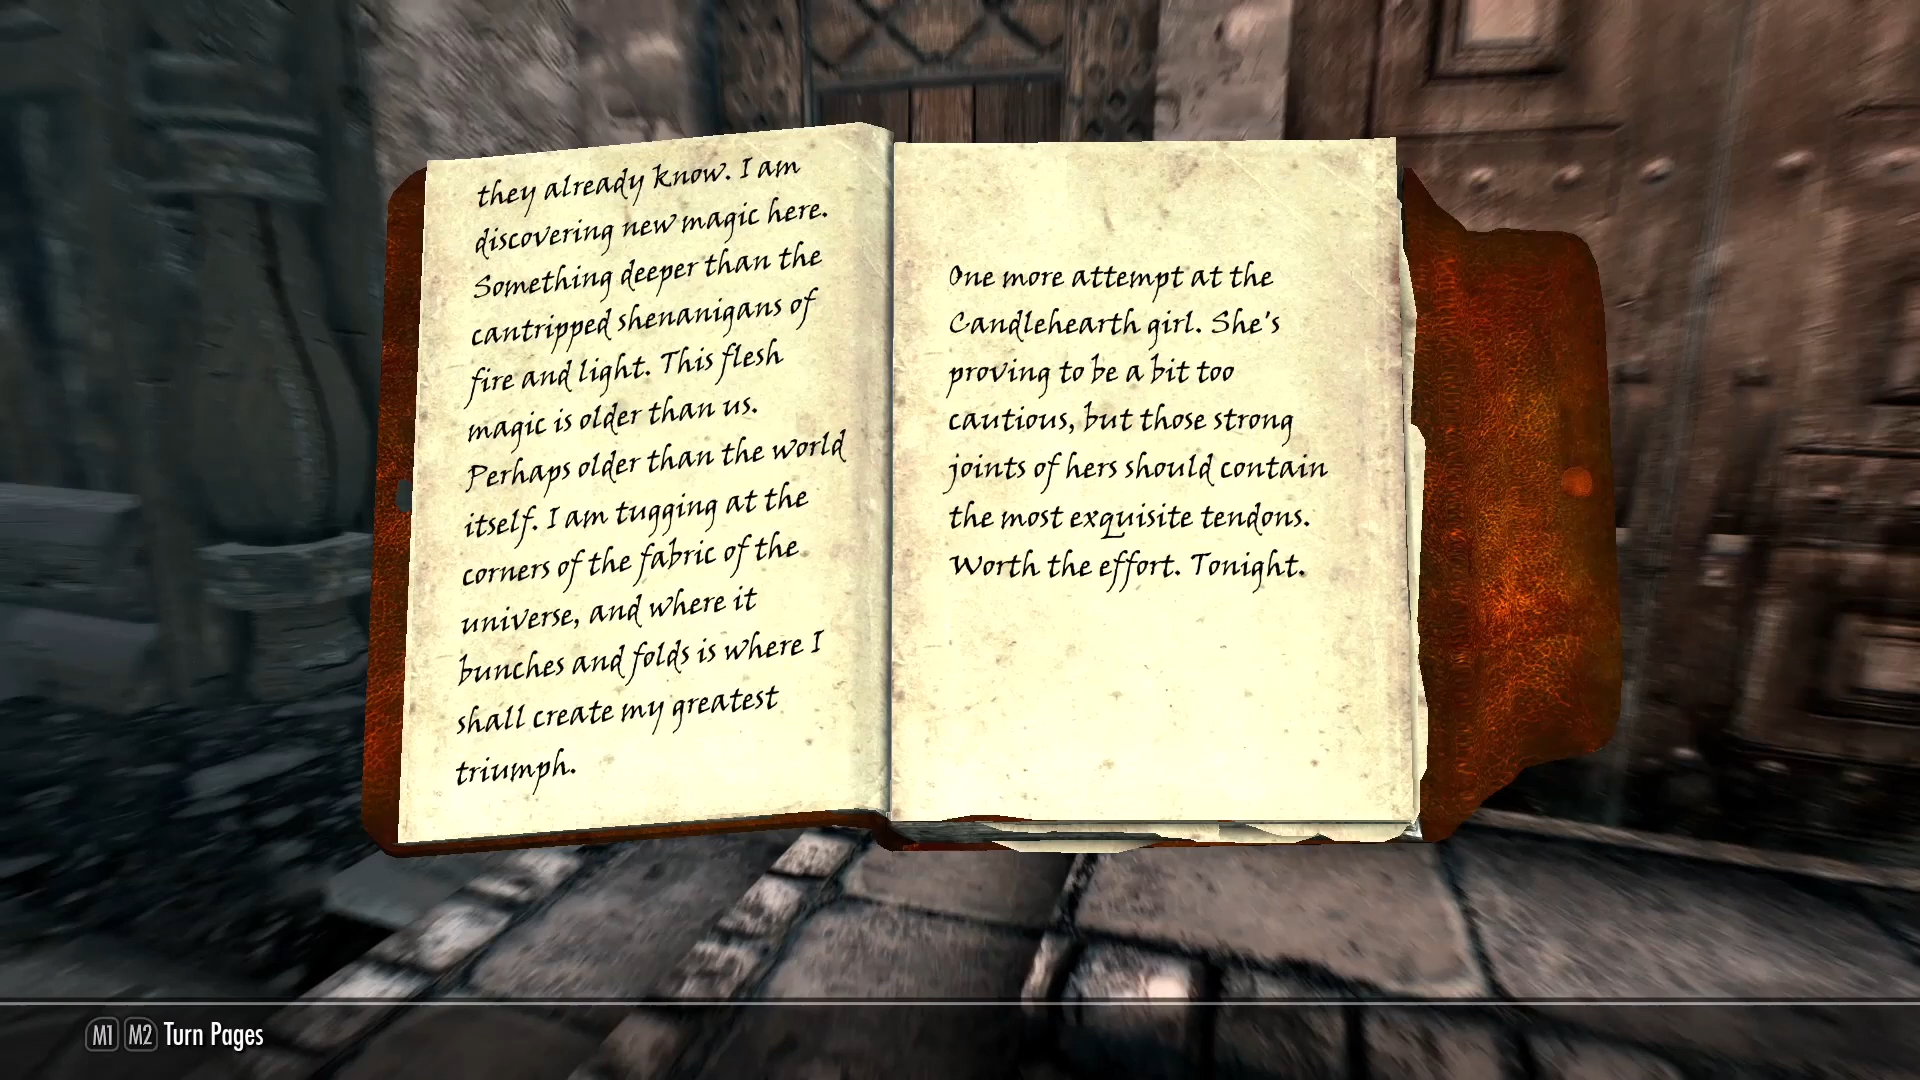 they already know. I am
discovering new magic here.
Something deeper than the
cantripped shenanigans of
fire and light. This flesh
magic is older than us.
Perhaps older than the world
itself. I am tugging at the
corners of the fabric of the
universe, and where it
bunches and folds is where I
shall create my greatest
triumph.
One more attempt at the
Candlehearth girl. She's
proving to be a bit too
cautious, but those strong
joints of hers should contain
the most exquisite tendons.
Worth the effort. Tonight.
M1 M2 Turn Pages